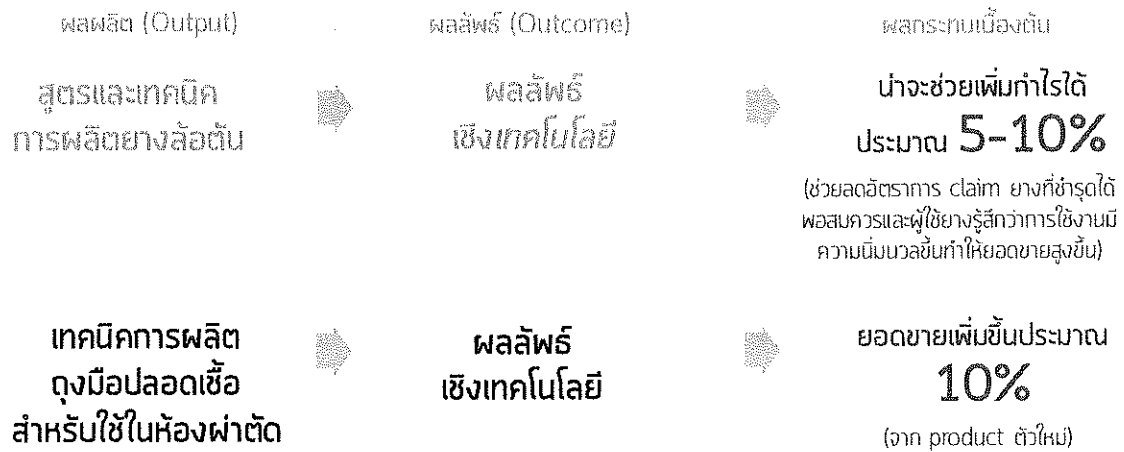 ผลผลิต (Output)
ผลลัพธ์ (Outcome)
ผลกระทบเบื้องต้น
สูตรและเทคนิค
การผลิตยางล้อตัน
ผลลัพธ์
เชิงเทคโนโลยี
น่าจะช่วยเพิ่มกำไรได้
ประมาณ 5-10%
(ช่วยลดอัตราการ claim ยางที่ชำรุดได้
พอสมควรและผู้ใช้ยางรู้สึกว่าการใช้งานมี
ความนิ่มนวลขึ้นทำให้ยอดขายสูงขึ้น)
เทคนิคการผลิต
ถุงมือปลอดเชื้อ
สำหรับใช้ในห้องผ่าตัด
ผลลัพธ์
เชิงเทคโนโลยี
ยอดขายเพิ่มขึ้นประมาณ
10%
(จาก product ตัวใหม่)